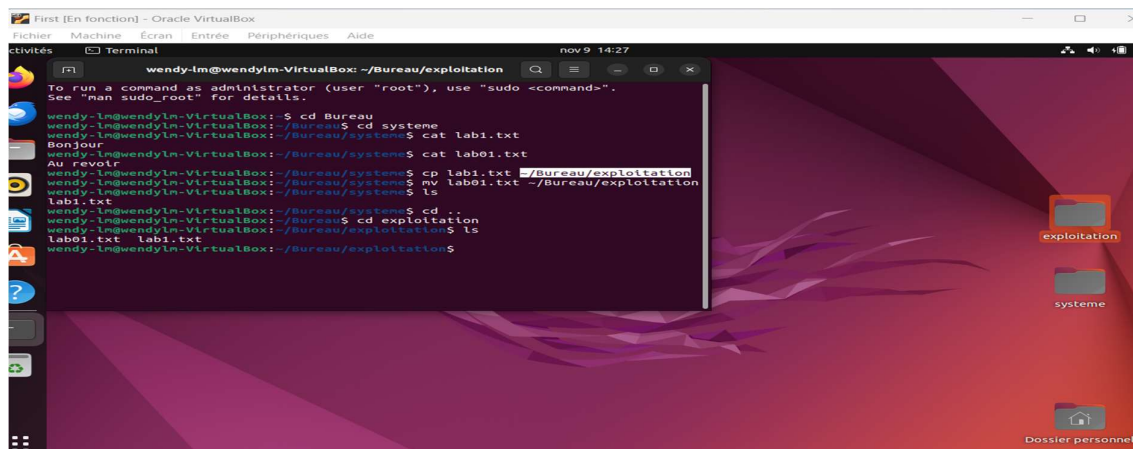 First [En fonction] - Oracle VirtualBox
Fichier Machine Écran Entrée Périphériques Aide
ctivités Terminal nov 9 14:27
wendy-lm@wendylm-VirtualBox: ~/Bureau/exploitation
To run a command as administrator (user "root"), use "sudo <command>".
See "man sudo_root" for details.
wendy-lm@wendylm-VirtualBox:~$ cd Bureau
wendy-lm@wendylm-VirtualBox:~/Bureau$ cd systeme
wendy-lm@wendylm-VirtualBox:~/Bureau/systeme$ cat lab1.txt
Bonjour
wendy-lm@wendylm-VirtualBox:~/Bureau/systeme$ cat lab01.txt
Au revoir
wendy-lm@wendylm-VirtualBox:~/Bureau/systeme$ cp lab1.txt ~/Bureau/exploitation
wendy-lm@wendylm-VirtualBox:~/Bureau/systeme$ mv lab01.txt ~/Bureau/exploitation
wendy-lm@wendylm-VirtualBox:~/Bureau/systeme$ ls
lab1.txt
wendy-lm@wendylm-VirtualBox:~/Bureau/systeme$ cd ..
wendy-lm@wendylm-VirtualBox:~/Bureau$ cd exploitation
wendy-lm@wendylm-VirtualBox:~/Bureau/exploitation$ ls
lab01.txt lab1.txt
wendy-lm@wendylm-VirtualBox:~/Bureau/exploitation$
exploitation
systeme
Dossier personnel